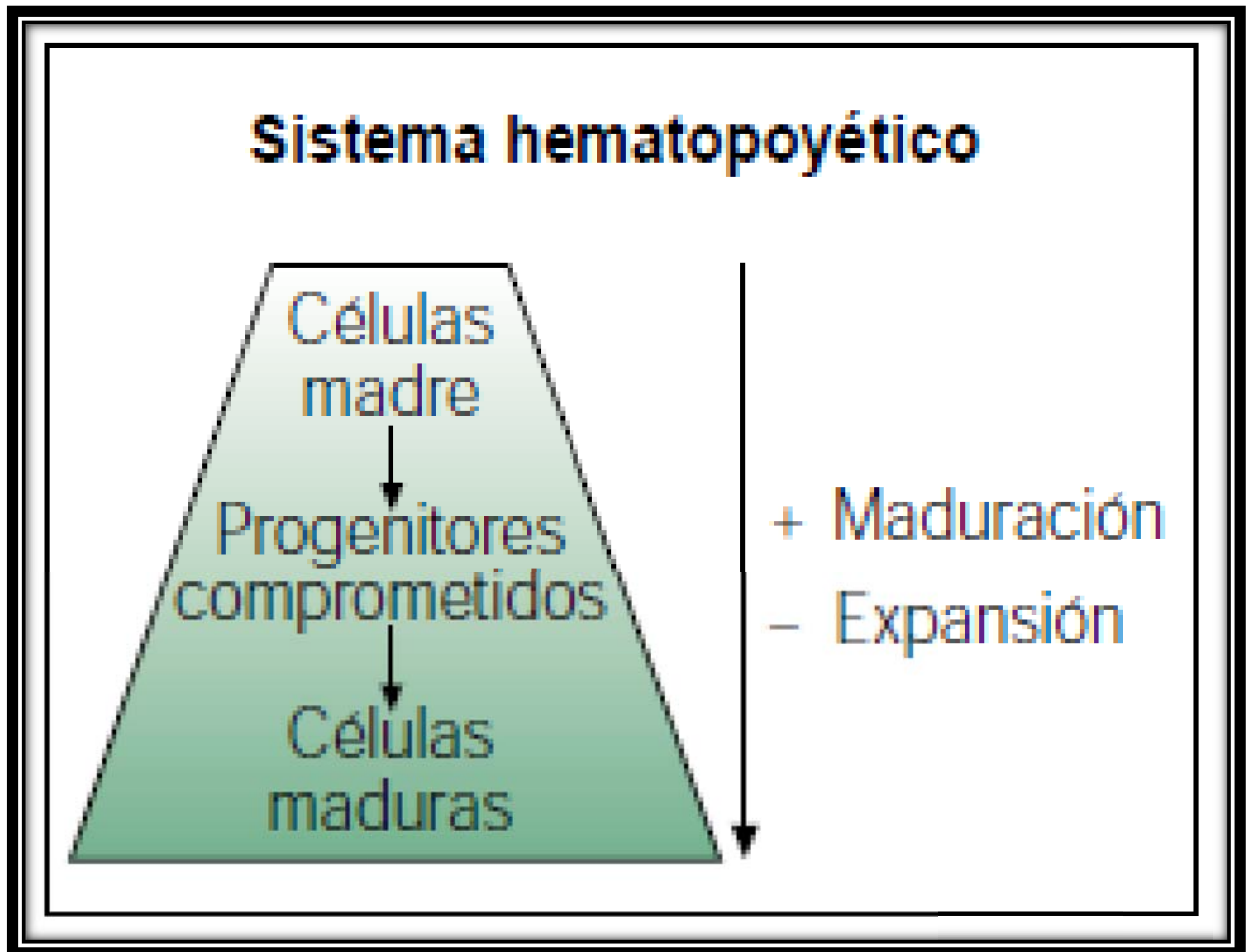 Sistema hematopoyético
Células
madre
Progenitores
comprometidos
Células
maduras
+ Maduración
– Expansión